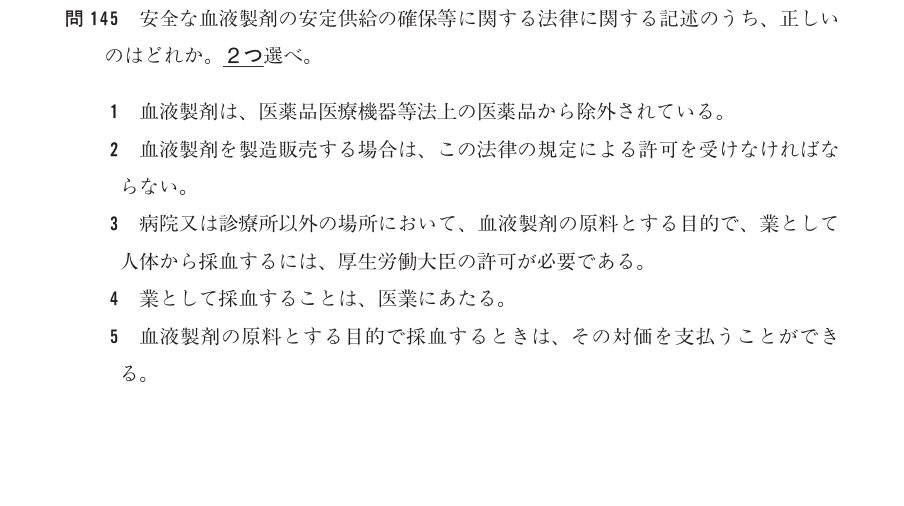 問 145 安全な血液製剤の安定供給の確保等に関する法律に関する記述のうち、正しい
のはどれか。２つ選べ。
1 血液製剤は、医薬品医療機器等法上の医薬品から除外されている。
2 血液製剤を製造販売する場合は、この法律の規定による許可を受けなければな
らない。
3 病院又は診療所以外の場所において、血液製剤の原料とする目的で、業として
人体から採血するには、厚生労働大臣の許可が必要である。
4 業として採血することは、医業にあたる。
5 血液製剤の原料とする目的で採血するときは、その対価を支払うことができ
る。